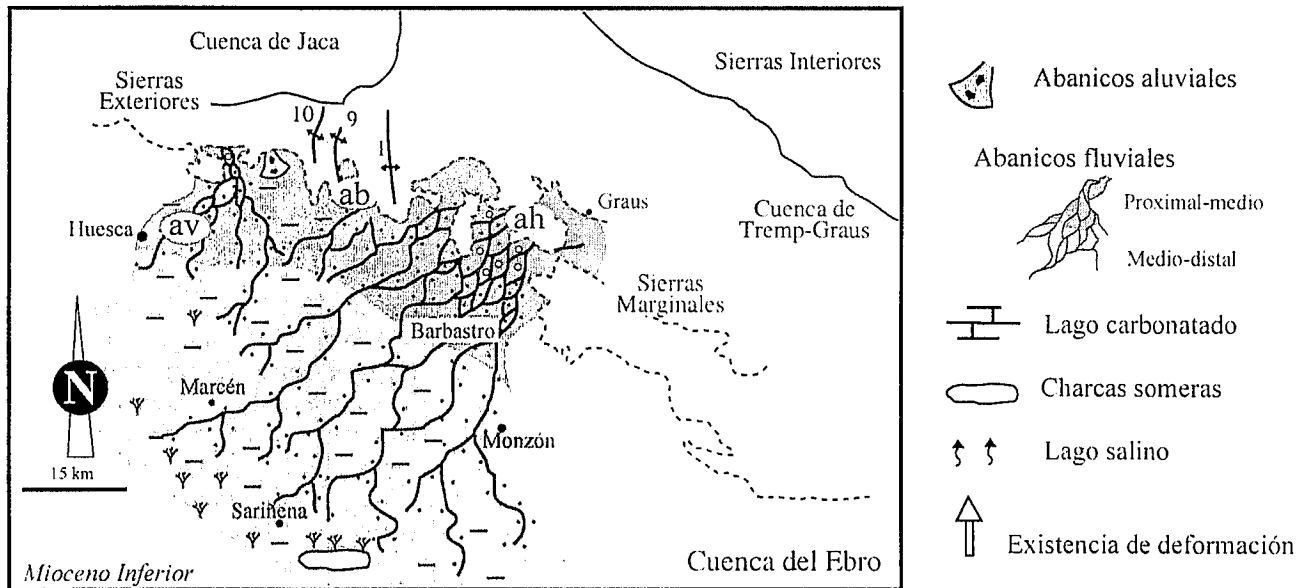 Cuenca de Jaca
Sierras
Exteriores
Sierras Interiores
10
9
1
ab
Graus
av
ah
Huesca
Cuenca de
Tremp-Graus
Sierras
Marginales
Barbastro
N
Marcén
Monzón
15 km
Sariñena
Mioceno Inferior
Cuenca del Ebro
Abanicos aluviales
Abanicos fluviales
Proximal-medio
Medio-distal
Lago carbonatado
Charcas someras
Lago salino
Existencia de deformación